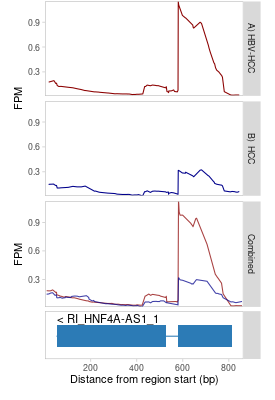 0.9
0.6
0.3
A) HBV-HCC
FPM
0.9
0.6
0.3
B) HCC
0.9
0.6
0.3
Combined
FPM
< RI_HNF4A-AS1_1
200 400 600 800
Distance from region start (bp)